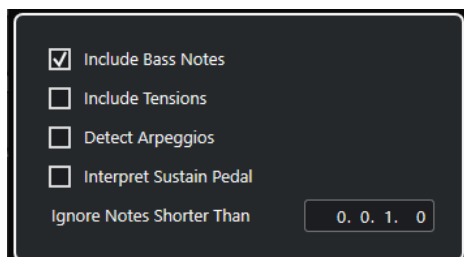 Include Bass Notes
Include Tensions
Detect Arpeggios
Interpret Sustain Pedal
Ignore Notes Shorter Than 0. 0. 1. 0